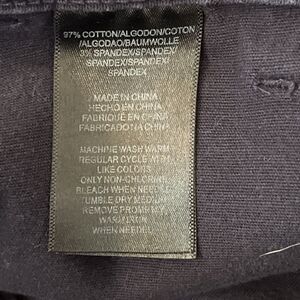 97% COTTON/ALGODON/COTON
/ALGODAO/BAUMWOLLE
3% SPANDEX/SPANDEX/
SPANDEX/SPANDEX/
SPANDEX
MADE IN CHINA
HECHO EN CHINA
FABRIQUÉ EN CHINA
FABRICADO NA CHINA
MACHINE WASH WARM
REGULAR CYCLE WITH
LIKE COLORS
ONLY NON-CHLORINE
BLEACH WHEN NEEDED
TUMBLE DRY MEDIUM
REMOVE PROMPTLY
WARM IRON
WHEN NEEDED